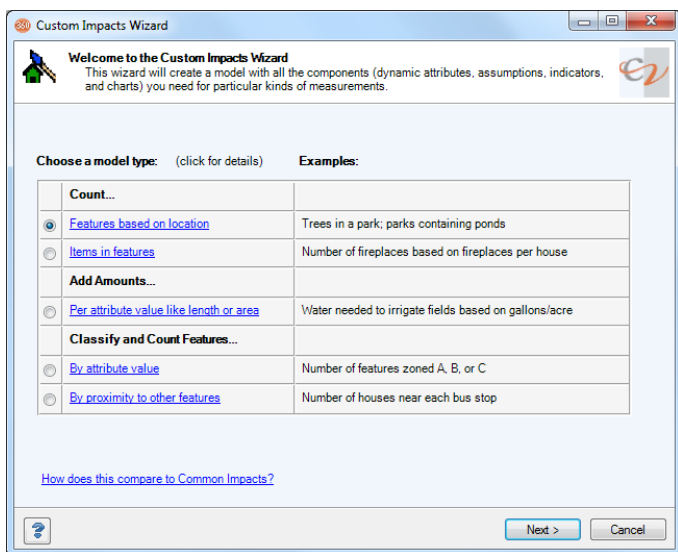 Custom Impacts Wizard
Welcome to the Custom Impacts Wizard
This wizard will create a model with all the components (dynamic attributes, assumptions, indicators,
and charts) you need for particular kinds of measurements.
CV
Choose a model type: (click for details) Examples:
Count...
Features based on location Trees in a park; parks containing ponds
Items in features Number of fireplaces based on fireplaces per house
Add Amounts...
Per attribute value like length or area Water needed to irrigate fields based on gallons/acre
Classify and Count Features...
By attribute value Number of features zoned A, B, or C
By proximity to other features Number of houses near each bus stop
How does this compare to Common Impacts?
? Next > Cancel